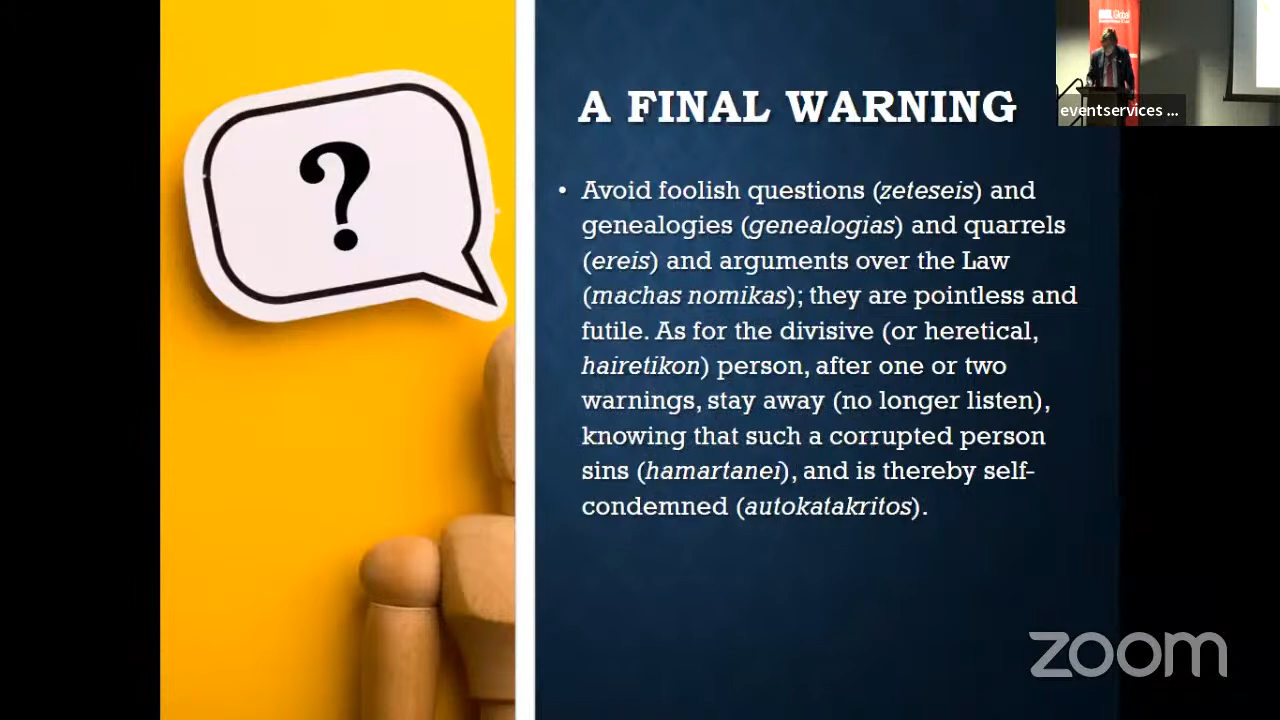 ?
A FINAL WARNING
• Avoid foolish questions (zeteseis) and
genealogies (genealogias) and quarrels
(ereis) and arguments over the Law
(machas nomikas); they are pointless and
futile. As for the divisive (or heretical,
hairetikon) person, after one or two
warnings, stay away (no longer listen),
knowing that such a corrupted person
sins (hamartanei), and is thereby self-
condemned (autokatakritos).
Global
eventservices ...
zoom